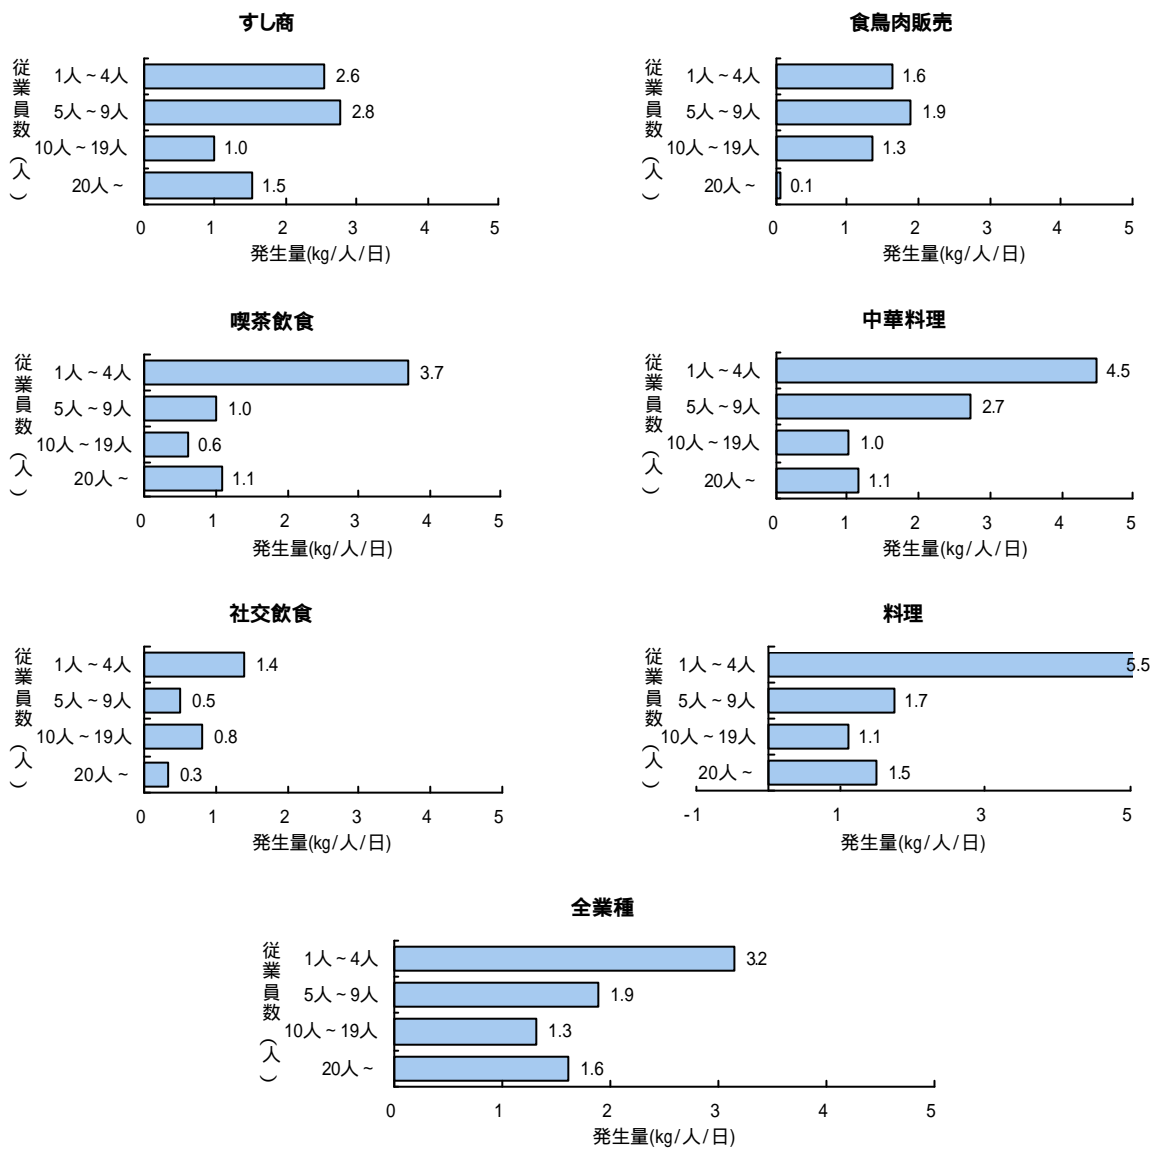 すし商
従業員数(人)
1人~4人 2.6
5人~9人 2.8
10人~19人 1.0
20人~ 1.5
0 1 2 3 4 5
発生量(kg/人/日)
食鳥肉販売
従業員数(人)
1人~4人 1.6
5人~9人 1.9
10人~19人 1.3
20人~ 0.1
0 1 2 3 4 5
発生量(kg/人/日)
喫茶飲食
従業員数(人)
1人~4人 3.7
5人~9人 1.0
10人~19人 0.6
20人~ 1.1
0 1 2 3 4 5
発生量(kg/人/日)
中華料理
従業員数(人)
1人~4人 4.5
5人~9人 2.7
10人~19人 1.0
20人~ 1.1
0 1 2 3 4 5
発生量(kg/人/日)
社交飲食
従業員数(人)
1人~4人 1.4
5人~9人 0.5
10人~19人 0.8
20人~ 0.3
0 1 2 3 4 5
発生量(kg/人/日)
料理
従業員数(人)
1人~4人 5.5
5人~9人 1.7
10人~19人 1.1
20人~ 1.5
-1 1 3 5
発生量(kg/人/日)
全業種
従業員数(人)
1人~4人 3.2
5人~9人 1.9
10人~19人 1.3
20人~ 1.6
0 1 2 3 4 5
発生量(kg/人/日)